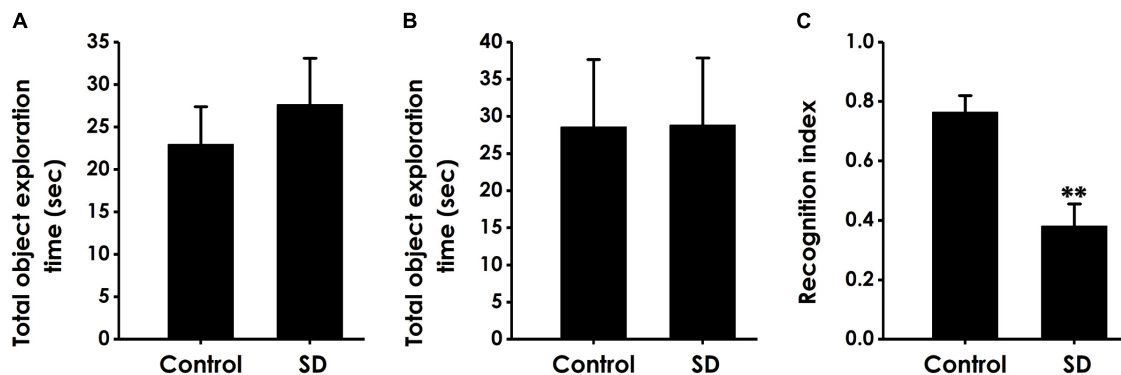 A
Total object exploration
time (sec)
35
30
25
20
15
10
5
0
Control
SD
B
Total object exploration
time (sec)
40
35
30
25
20
15
10
5
0
Control
SD
C
Recognition index
1.0
0.8
0.6
0.4
0.2
0.0
**
Control
SD